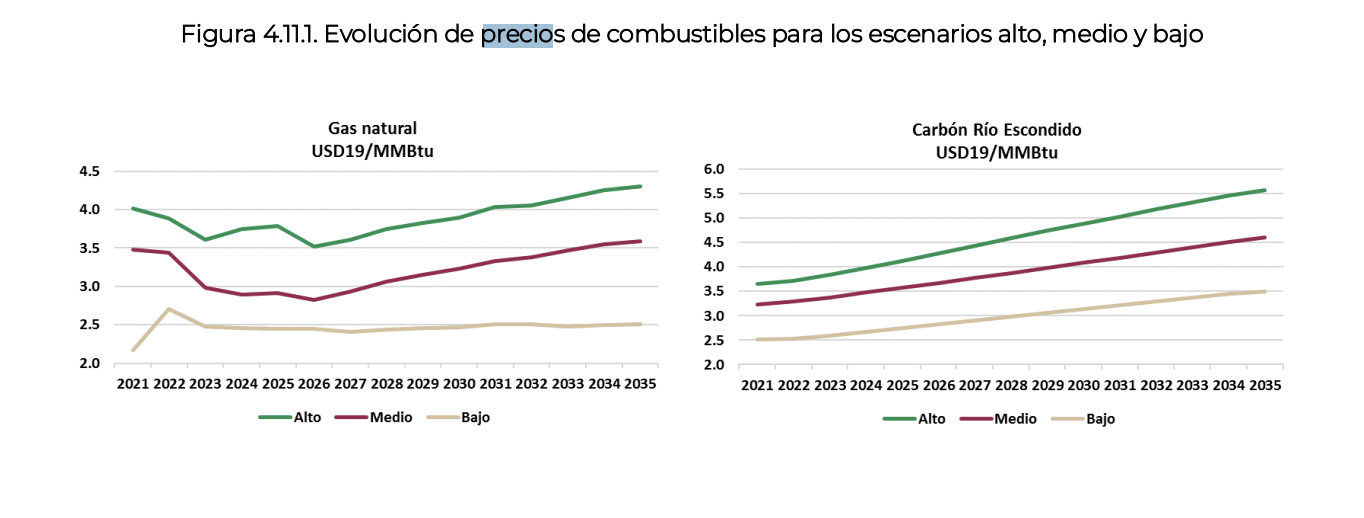 Figura 4.11.1. Evolución de precios de combustibles para los escenarios alto, medio y bajo
Gas natural
USD19/MMBtu
4.5
4.0
3.5
3.0
2.5
2.0
2021 2022 2023 2024 2025 2026 2027 2028 2029 2030 2031 2032 2033 2034 2035
Alto Medio Bajo
Carbón Río Escondido
USD19/MMBtu
6.0
5.5
5.0
4.5
4.0
3.5
3.0
2.5
2.0
2021 2022 2023 2024 2025 2026 2027 2028 2029 2030 2031 2032 2033 2034 2035
Alto Medio Bajo